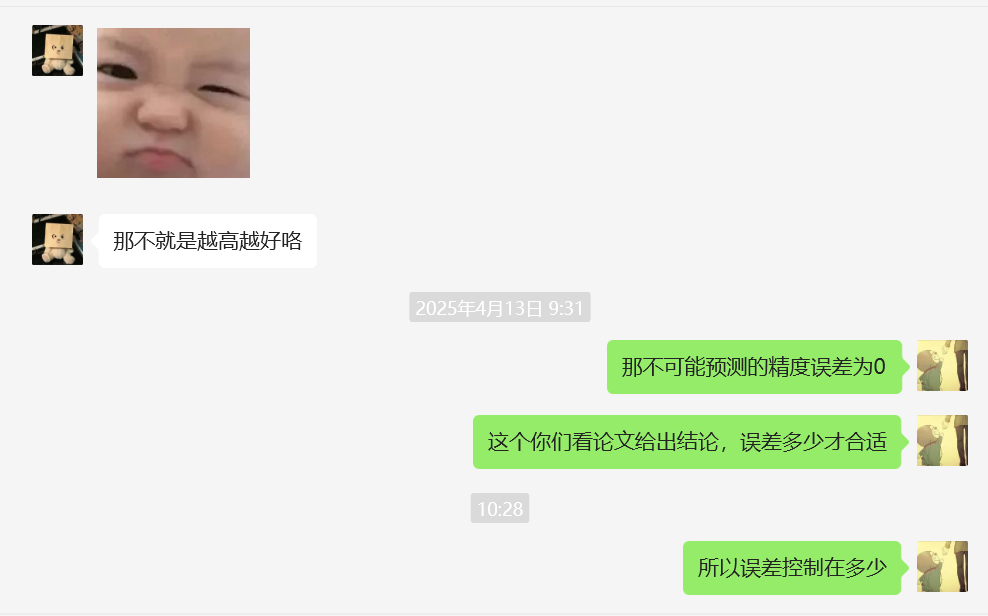 那不就是越高越好咯
2025年4月13日 9:31
那不可能预测的精度误差为0
这个你们看论文给出结论，误差多少才合适
10:28
所以误差控制在多少